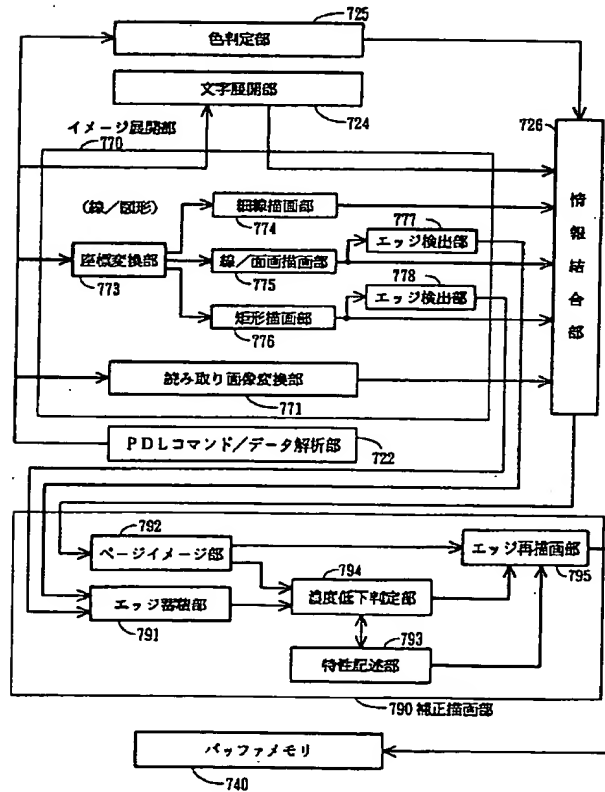 725
色判定部
文字展開部
724
726
イメージ展開部
770
情報結合部
(線/図形)
細線描画部
774
777
エッジ検出部
座標変換部
773
線/面画描画部
775
778
エッジ検出部
矩形描画部
776
読み取り画像変換部
771
PDLコマンド/データ解析部
722
792
ページイメージ部
エッジ再描画部
795
794
濃度低下判定部
エッジ蓄積部
791
793
特性記述部
790 補正描画部
バッファメモリ
740